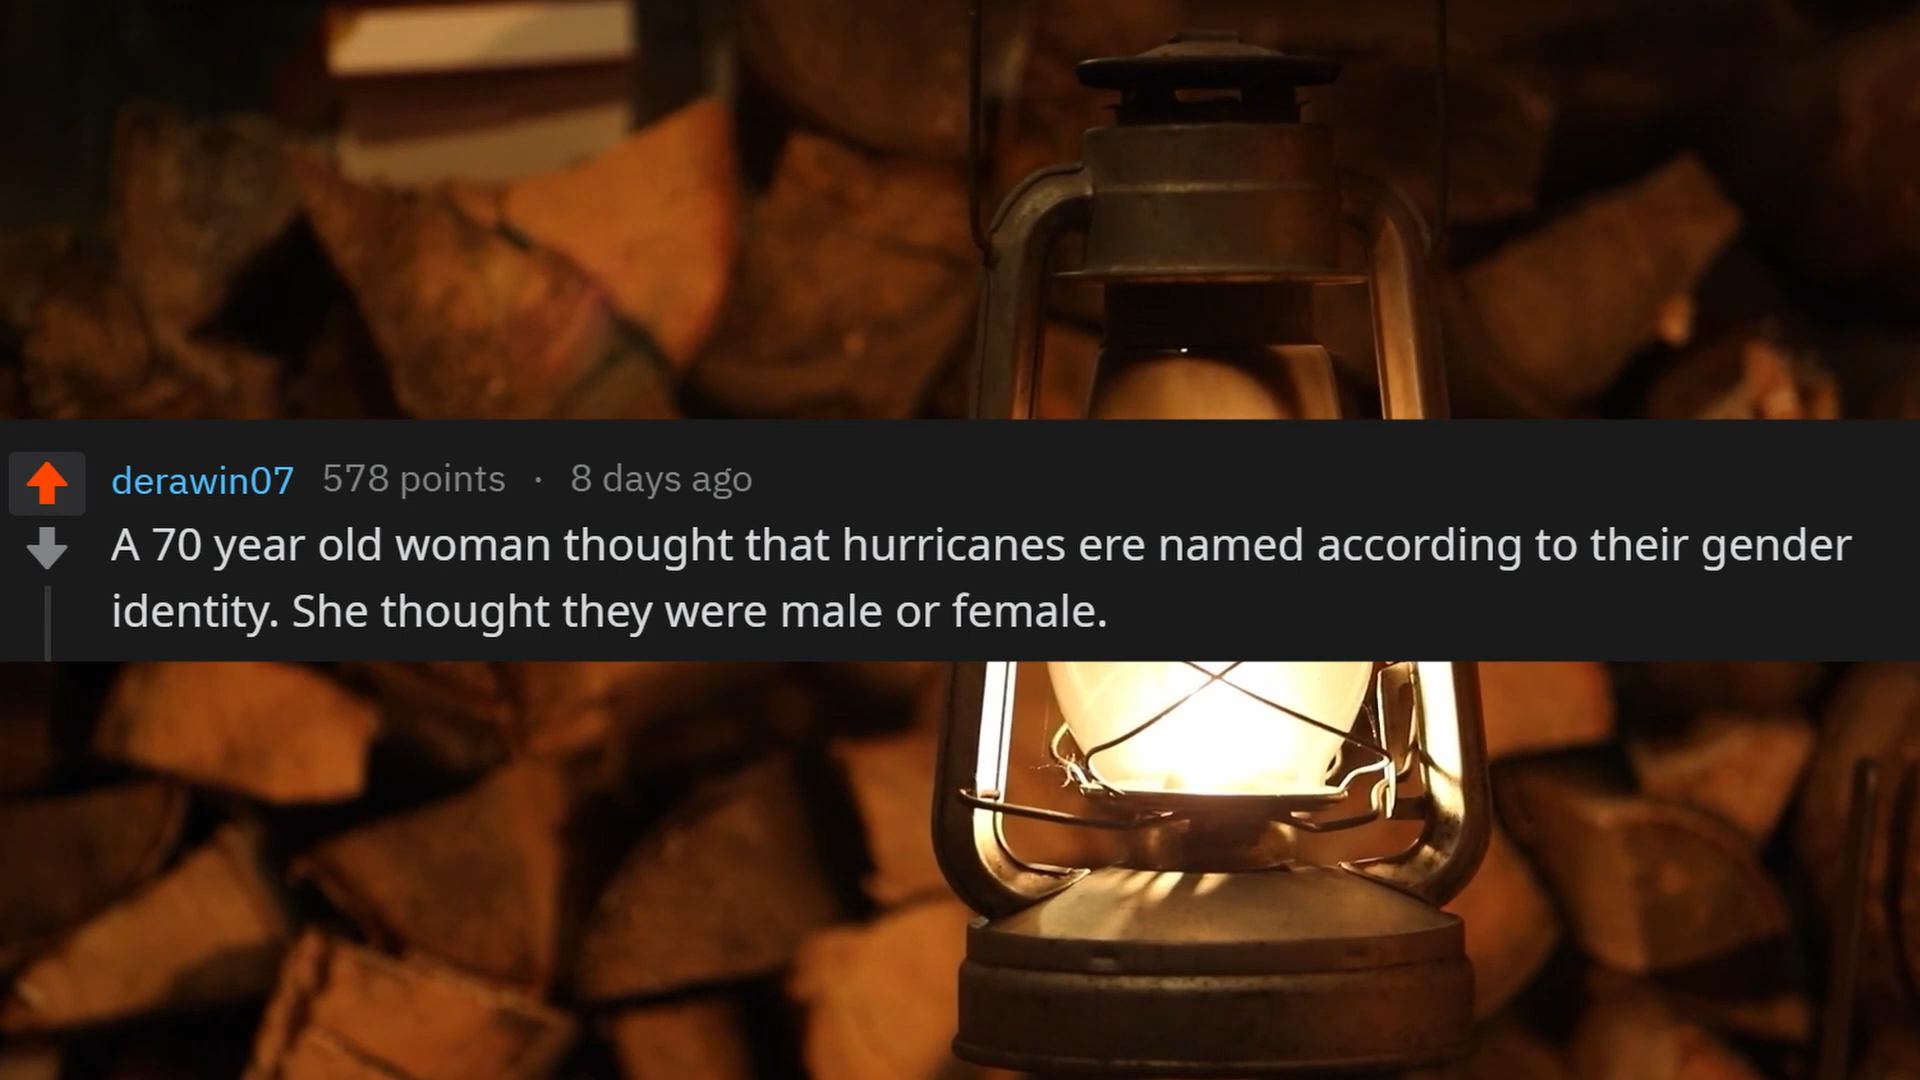 derawin07 578 points · 8 days ago
A 70 year old woman thought that hurricanes ere named according to their gender
identity. She thought they were male or female.